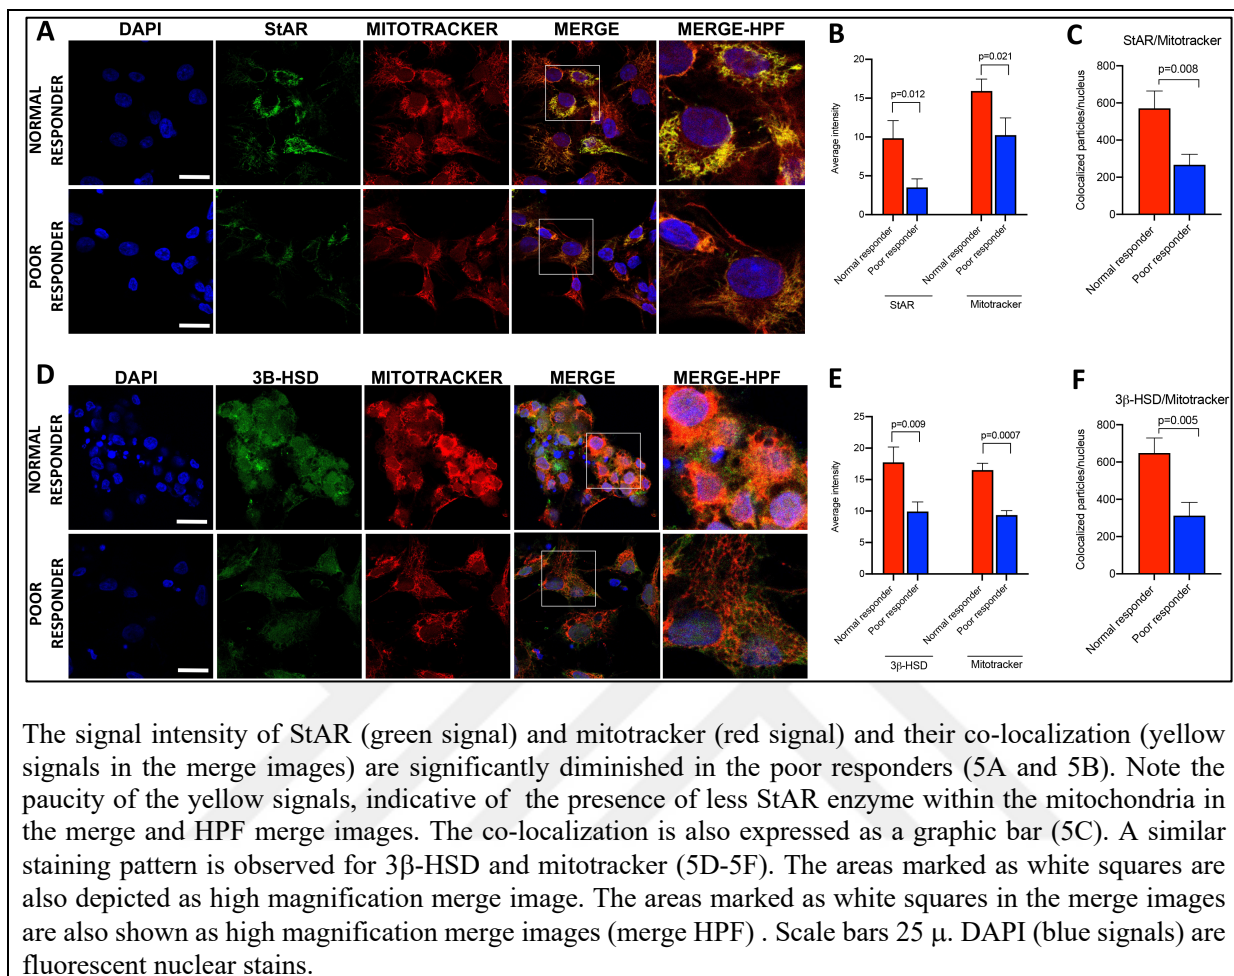 A
DAPI StAR MITOTRACKER MERGE MERGE-HPF
NORMAL
RESPONDER
POOR
RESPONDER
B
Average intensity
20
15
10
5
0
p=0.012
p=0.021
Normal responder
Poor responder
Normal responder
Poor responder
StAR
Mitotracker
C
StAR/Mitotracker
Colocalized particles/nucleus
800
600
400
200
0
p=0.008
Normal responder
Poor responder
D
DAPI 3B-HSD MITOTRACKER MERGE MERGE-HPF
NORMAL
RESPONDER
POOR
RESPONDER
E
Average intensity
25
20
15
10
5
0
p=0.009
p=0.0007
Normal responder
Poor responder
Normal responder
Poor responder
3β-HSD
Mitotracker
F
3β-HSD/Mitotracker
Colocalized particles/nucleus
800
600
400
200
0
p=0.005
Normal responder
Poor responder
The signal intensity of StAR (green signal) and mitotracker (red signal) and their co-localization (yellow
signals in the merge images) are significantly diminished in the poor responders (5A and 5B). Note the
paucity of the yellow signals, indicative of the presence of less StAR enzyme within the mitochondria in
the merge and HPF merge images. The co-localization is also expressed as a graphic bar (5C). A similar
staining pattern is observed for 3β-HSD and mitotracker (5D-5F). The areas marked as white squares are
also depicted as high magnification merge image. The areas marked as white squares in the merge images
are also shown as high magnification merge images (merge HPF) . Scale bars 25 µ. DAPI (blue signals) are
fluorescent nuclear stains.